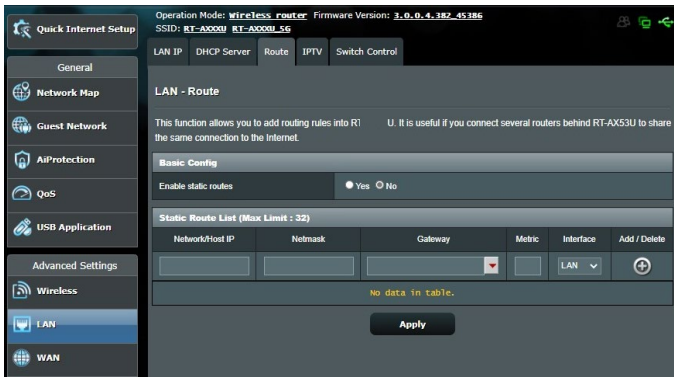 Quick Internet Setup
General
Network Map
Guest Network
AiProtection
QoS
USB Application
Advanced Settings
Wireless
LAN
WAN
Operation Mode: Wireless router Firmware Version: 3.0.0.4.382_45386
SSID: RT-AXXXU RT-AXXXU_5G
LAN IP DHCP Server Route IPTV Switch Control
LAN - Route
This function allows you to add routing rules into RT U. It is useful if you connect several routers behind RT-AX53U to share
the same connection to the Internet.
Basic Config
Enable static routes Yes No
Static Route List (Max Limit : 32)
Network/Host IP Netmask Gateway Metric Interface Add / Delete
LAN
No data in table.
Apply